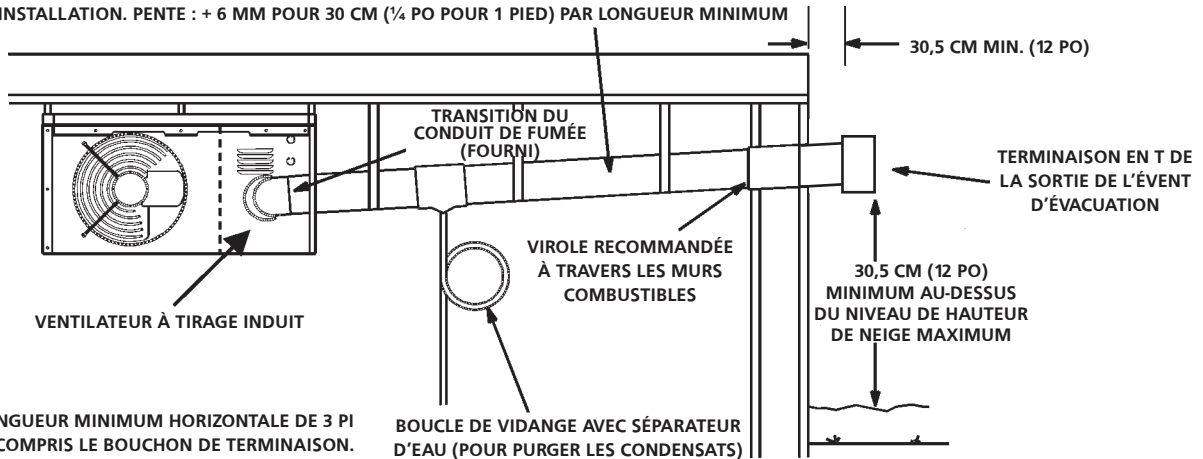 INSTALLATION. PENTE : + 6 MM POUR 30 CM (¼ PO POUR 1 PIED) PAR LONGUEUR MINIMUM
30,5 CM MIN. (12 PO)
TRANSITION DU
CONDUIT DE FUMÉE
(FOURNI)
TERMINAISON EN T DE
LA SORTIE DE L'ÉVENT
D'ÉVACUATION
VIROLE RECOMMANDÉE
À TRAVERS LES MURS
COMBUSTIBLES
30,5 CM (12 PO)
MINIMUM AU-DESSUS
DU NIVEAU DE HAUTEUR
DE NEIGE MAXIMUM
VENTILATEUR À TIRAGE INDUIT
NGUEUR MINIMUM HORIZONTALE DE 3 PI
COMPRIS LE BOUCHON DE TERMINAISON.
BOUCLE DE VIDANGE AVEC SÉPARATEUR
D'EAU (POUR PURGER LES CONDENSATS)